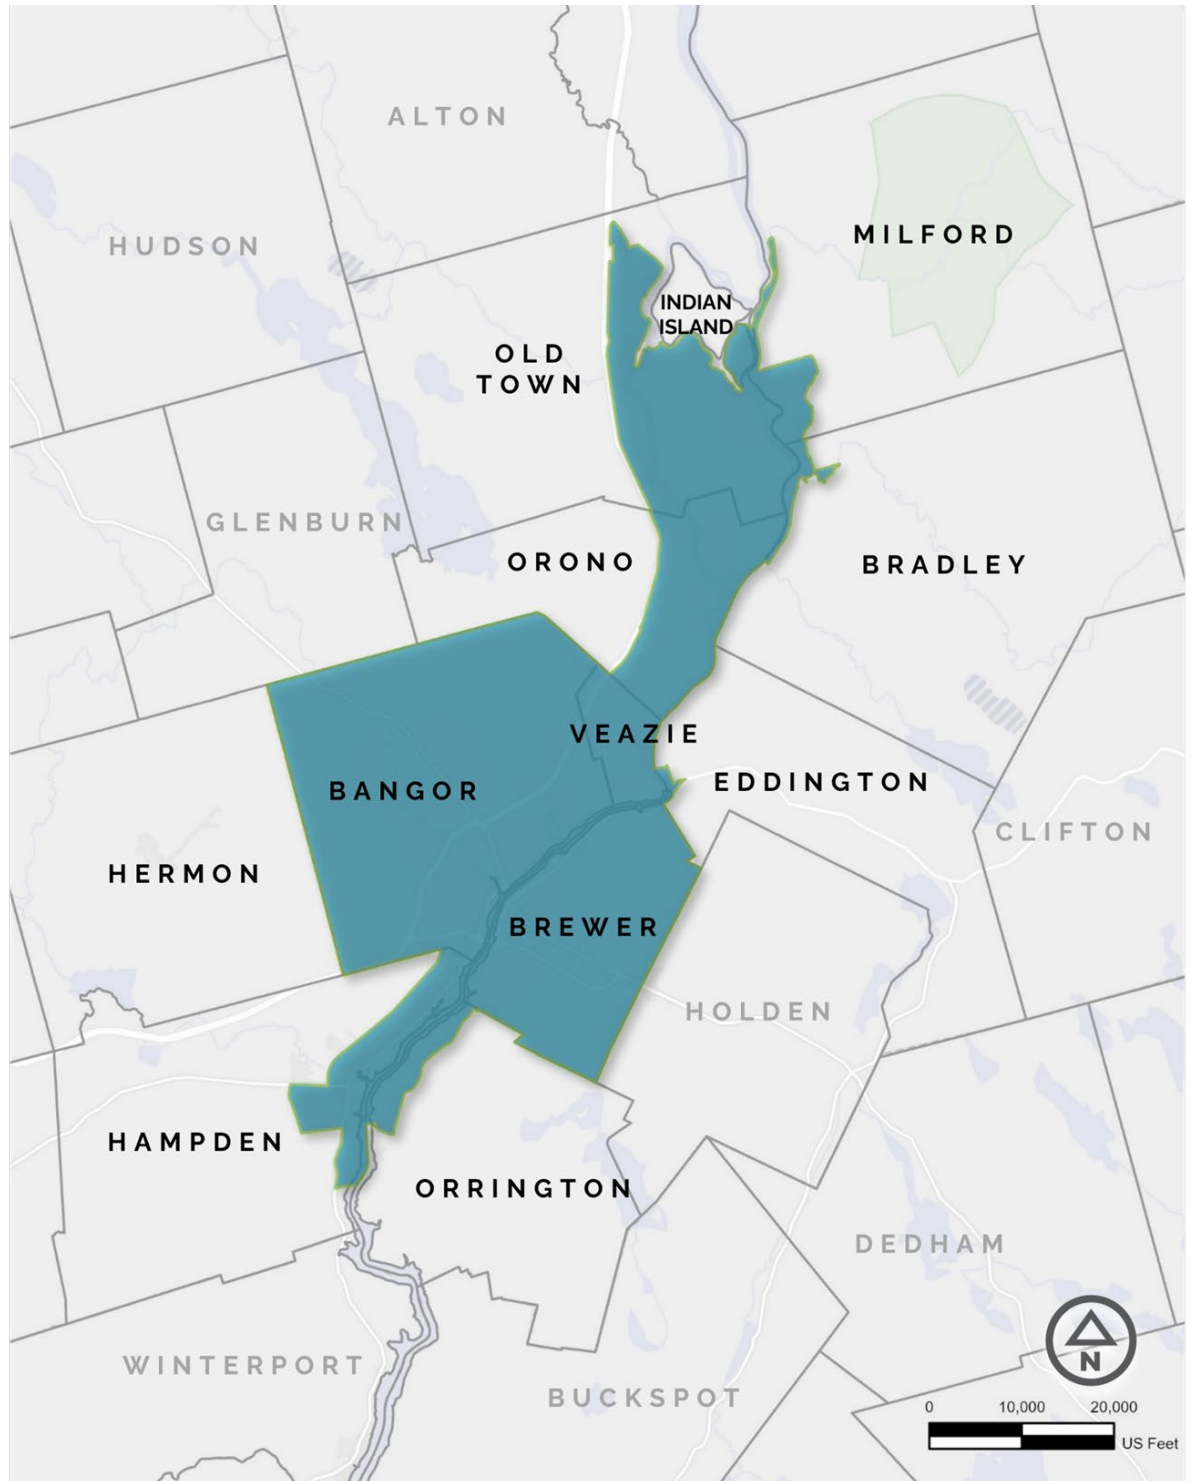 ALTON
HUDSON
MILFORD
INDIAN
ISLAND
OLD
TOWN
GLENBURN
ORONO
BRADLEY
VEAZIE
BANGOR
EDDINGTON
CLIFTON
HERMON
BREWER
HOLDEN
HAMPDEN
ORRINGTON
DEDHAM
WINTERPORT
BUCKSPOT
N
0 10,000 20,000
US Feet